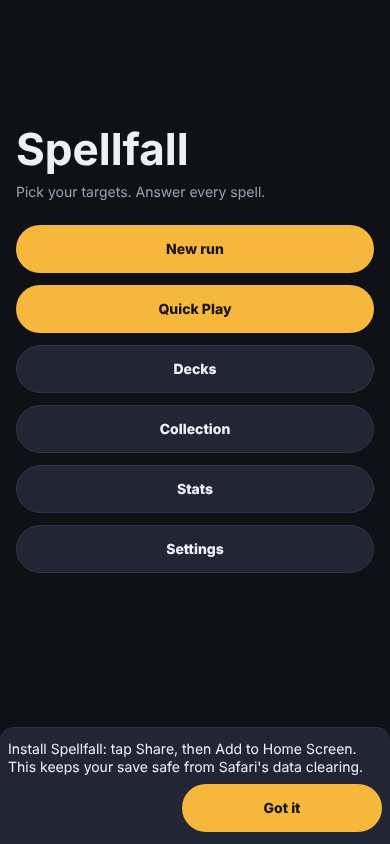 Spellfall
Pick your targets. Answer every spell.
New run
Quick Play
Decks
Collection
Stats
Settings
Install Spellfall: tap Share, then Add to Home Screen.
This keeps your save safe from Safari's data clearing.
Got it